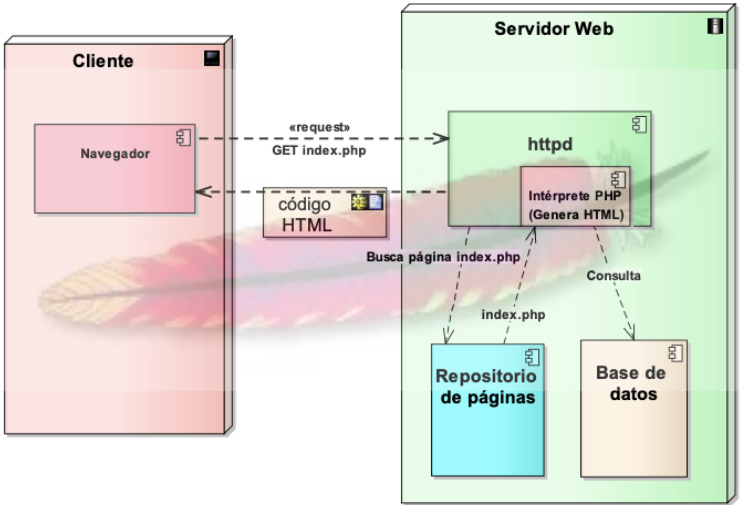 Cliente
Servidor Web
Navegador
«request»
GET index.php
httpd
Intérprete PHP
(Genera HTML)
código
HTML
Busca página index.php
Consulta
index.php
Repositorio
de páginas
Base de
datos